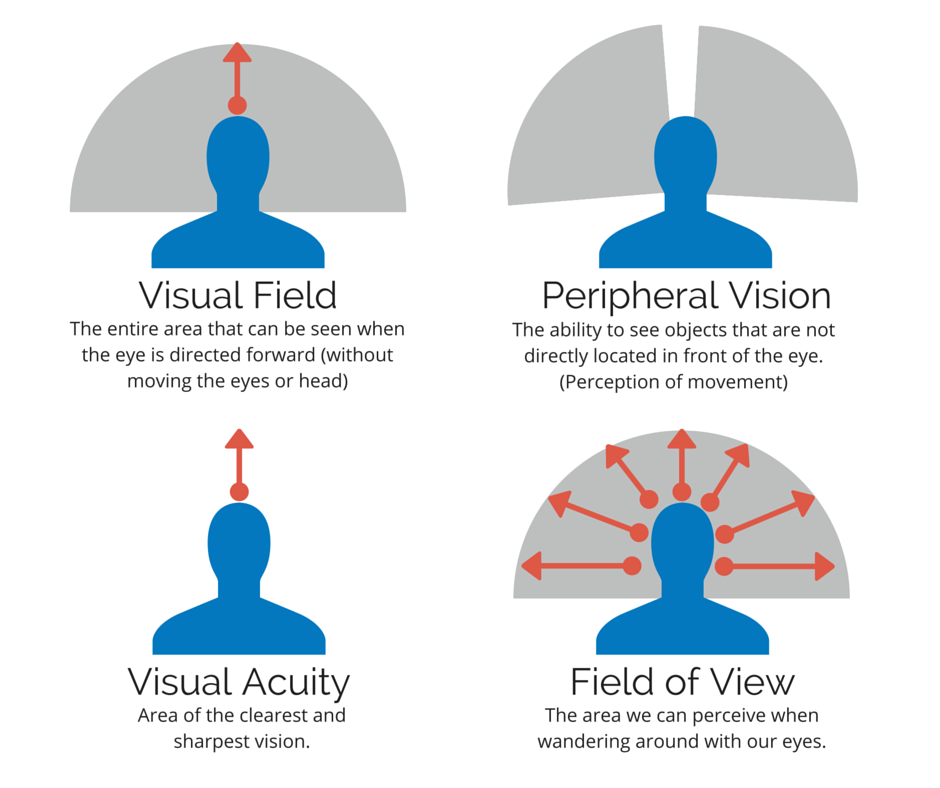 Visual Field
The entire area that can be seen when
the eye is directed forward (without
moving the eyes or head)
Peripheral Vision
The ability to see objects that are not
directly located in front of the eye.
(Perception of movement)
Visual Acuity
Area of the clearest and
sharpest vision.
Field of View
The area we can perceive when
wandering around with our eyes.